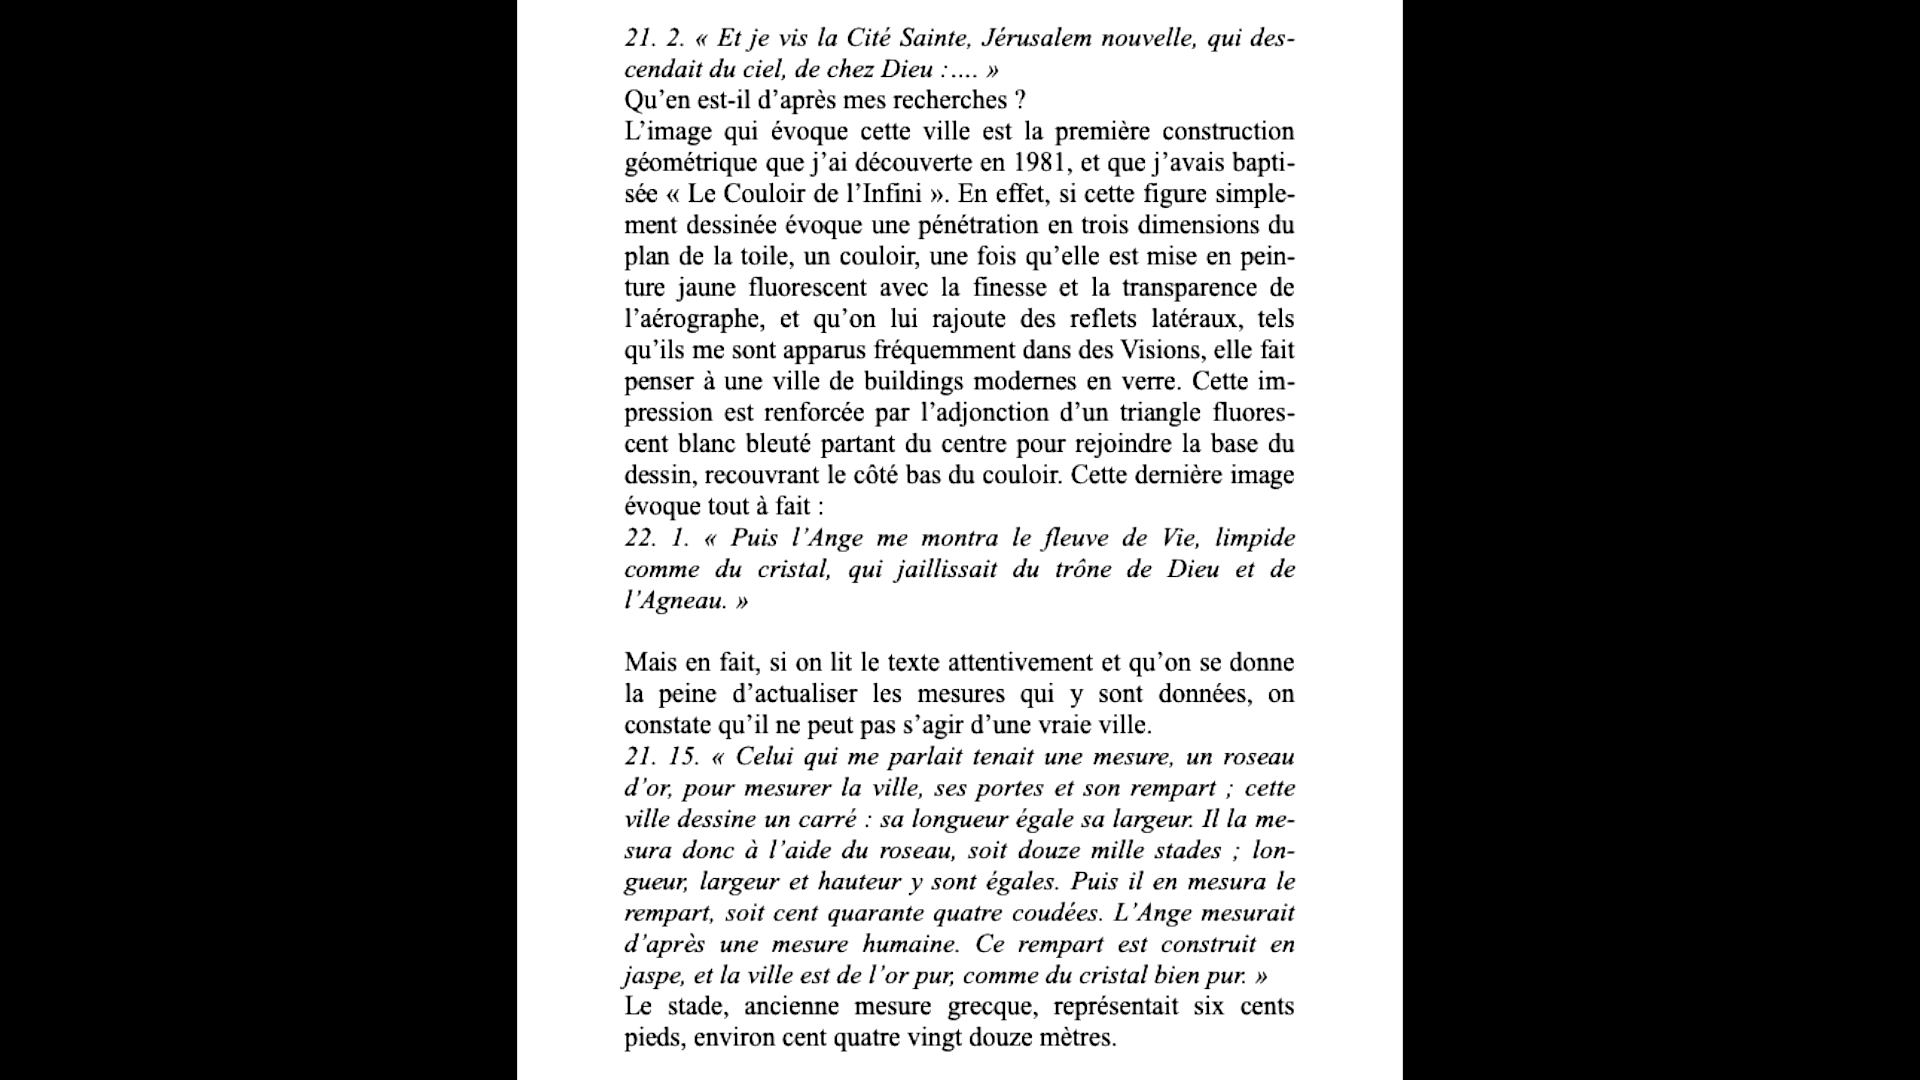 21. 2. « Et je vis la Cité Sainte, Jérusalem nouvelle, qui des-
cendait du ciel, de chez Dieu :.... »
Qu’en est-il d’après mes recherches ?
L’image qui évoque cette ville est la première construction
géométrique que j’ai découverte en 1981, et que j’avais bapti-
sée « Le Couloir de l’Infini ». En effet, si cette figure simple-
ment dessinée évoque une pénétration en trois dimensions du
plan de la toile, un couloir, une fois qu’elle est mise en pein-
ture jaune fluorescent avec la finesse et la transparence de
l’aérographe, et qu’on lui rajoute des reflets latéraux, tels
qu’ils me sont apparus fréquemment dans des Visions, elle fait
penser à une ville de buildings modernes en verre. Cette im-
pression est renforcée par l’adjonction d’un triangle fluores-
cent blanc bleuté partant du centre pour rejoindre la base du
dessin, recouvrant le côté bas du couloir. Cette dernière image
évoque tout à fait :
22. 1. « Puis l’Ange me montra le fleuve de Vie, limpide
comme du cristal, qui jaillissait du trône de Dieu et de
l’Agneau. »
Mais en fait, si on lit le texte attentivement et qu’on se donne
la peine d’actualiser les mesures qui y sont données, on
constate qu’il ne peut pas s’agir d’une vraie ville.
21. 15. « Celui qui me parlait tenait une mesure, un roseau
d’or, pour mesurer la ville, ses portes et son rempart ; cette
ville dessine un carré : sa longueur égale sa largeur. Il la me-
sura donc à l’aide du roseau, soit douze mille stades ; lon-
gueur, largeur et hauteur y sont égales. Puis il en mesura le
rempart, soit cent quarante quatre coudées. L’Ange mesurait
d’après une mesure humaine. Ce rempart est construit en
jaspe, et la ville est de l’or pur, comme du cristal bien pur. »
Le stade, ancienne mesure grecque, représentait six cents
pieds, environ cent quatre vingt douze mètres.